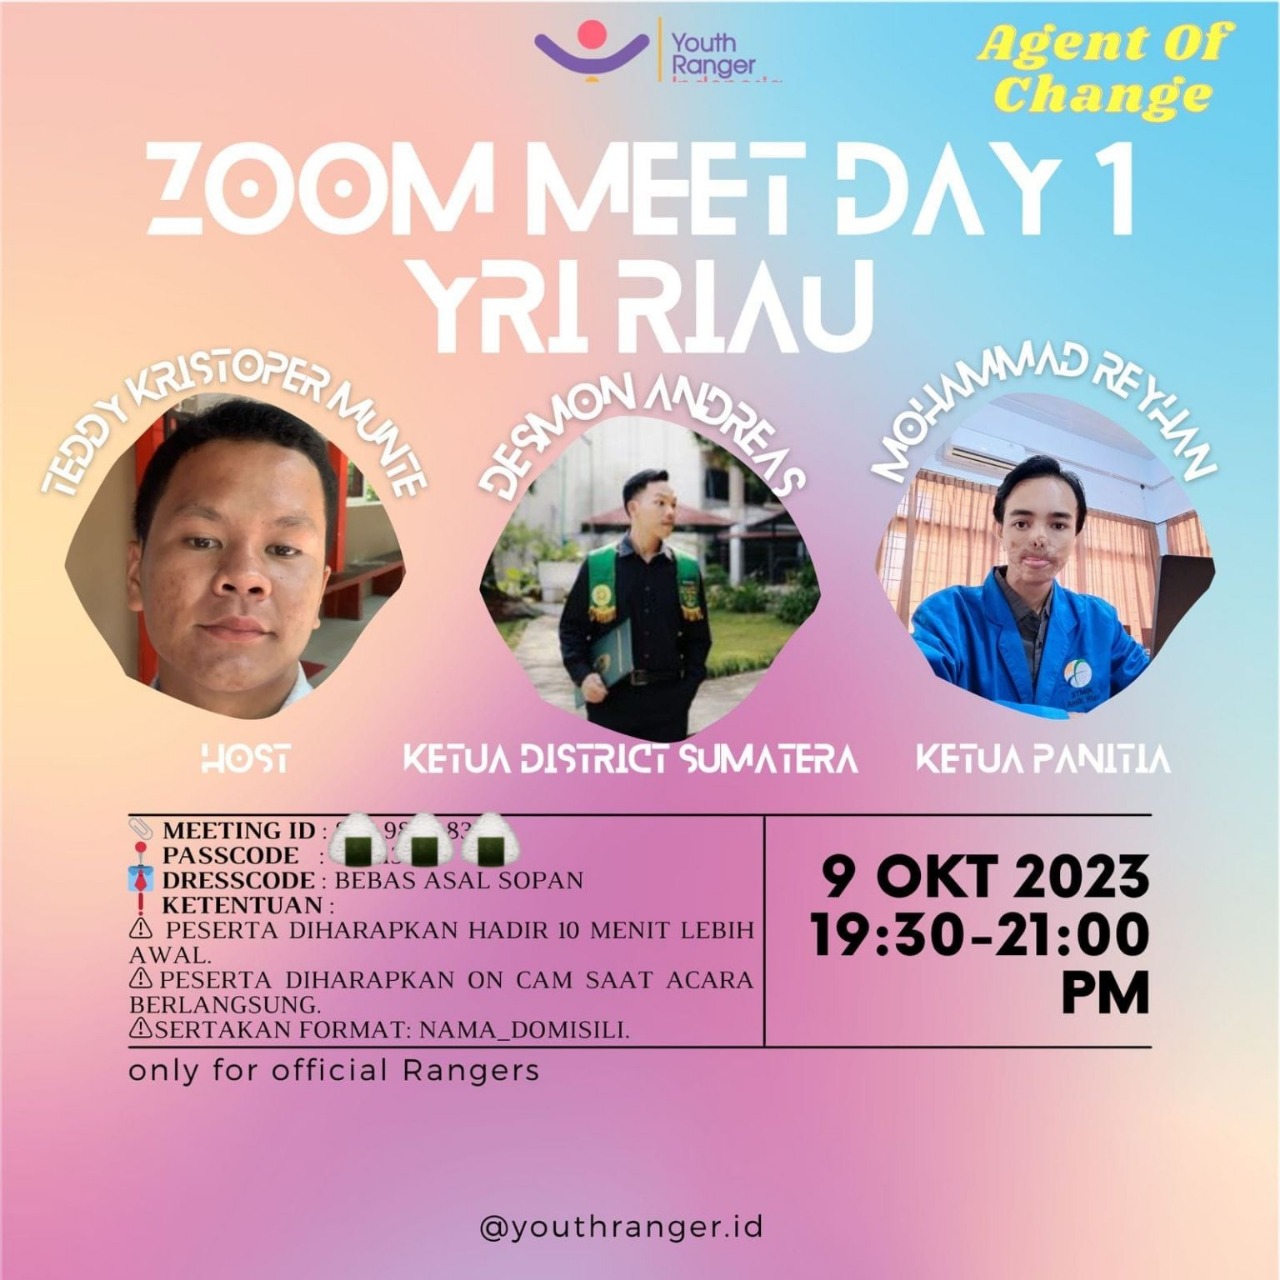 Youth
Ranger
Indonesia
Agent Of
Change
ZOOM MEET DAY 1
YRI RIAU
TEDDY KRISTOPER MUNTE
DESMON ANDREAS
MOHAMMAD REYHAN
HOST
KETUA DISTRICT SUMATERA
KETUA PANITIA
MEETING ID :
PASSCODE :
DRESSCODE : BEBAS ASAL SOPAN
KETENTUAN :
PESERTA DIHARAPKAN HADIR 10 MENIT LEBIH
AWAL.
PESERTA DIHARAPKAN ON CAM SAAT ACARA
BERLANGSUNG.
SERTAKAN FORMAT: NAMA_DOMISILI.
9 OKT 2023
19:30-21:00
PM
only for official Rangers
@youthranger.id